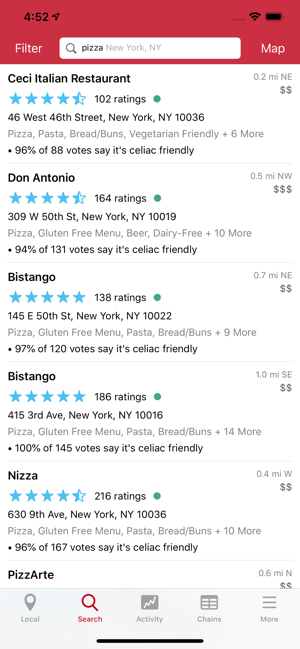 4:52
Filter
pizza New York, NY
Map
Ceci Italian Restaurant
0.2 mi NE
102 ratings
$$
46 West 46th Street, New York, NY 10036
Pizza, Pasta, Bread/Buns, Vegetarian Friendly + 6 More
• 96% of 88 votes say it's celiac friendly
Don Antonio
0.5 mi NW
164 ratings
$$$
309 W 50th St, New York, NY 10019
Pizza, Gluten Free Menu, Beer, Dairy-Free + 10 More
• 94% of 131 votes say it's celiac friendly
Bistango
0.7 mi NE
138 ratings
$$
145 E 50th St, New York, NY 10022
Pizza, Gluten Free Menu, Pasta, Bread/Buns + 9 More
• 97% of 120 votes say it's celiac friendly
Bistango
1.0 mi SE
186 ratings
$$
415 3rd Ave, New York, NY 10016
Pizza, Gluten Free Menu, Pasta, Bread/Buns + 14 More
• 100% of 145 votes say it's celiac friendly
Nizza
0.4 mi W
216 ratings
$$
630 9th Ave, New York, NY 10036
Pizza, Gluten Free Menu, Pasta, Bread/Buns + 10 More
• 96% of 167 votes say it's celiac friendly
PizzArte
0.6 mi N
$$
Local
Search
Activity
Chains
More